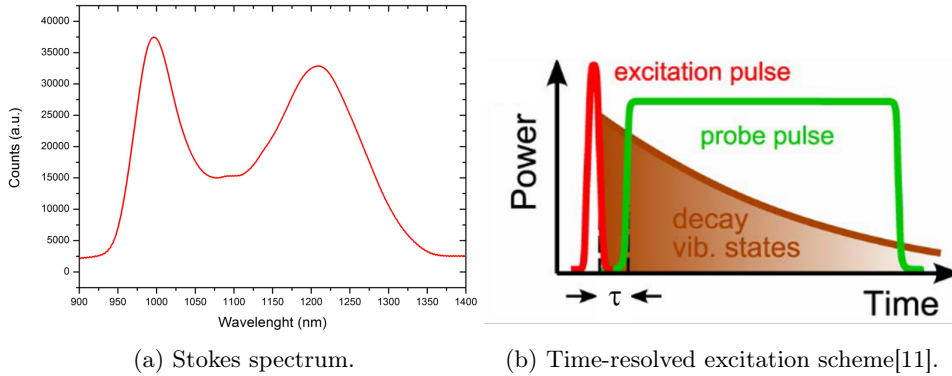 40000
35000
30000
25000
20000
15000
10000
5000
0
Counts (a.u.)
900 950 1000 1050 1100 1150 1200 1250 1300 1350 1400
Wavelenght (nm)
(a) Stokes spectrum.
excitation pulse
probe pulse
Power
decay
vib. states
τ
Time
(b) Time-resolved excitation scheme[11].